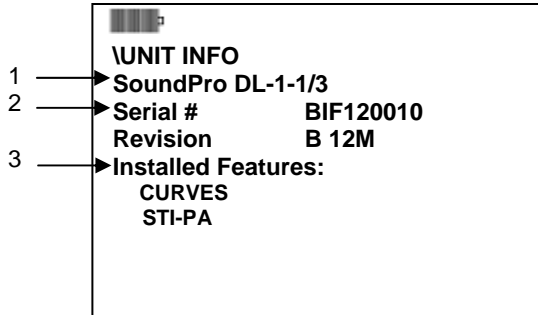 \UNIT INFO
1 SoundPro DL-1-1/3
2 Serial # BIF120010
Revision B 12M
3 Installed Features:
CURVES
STI-PA